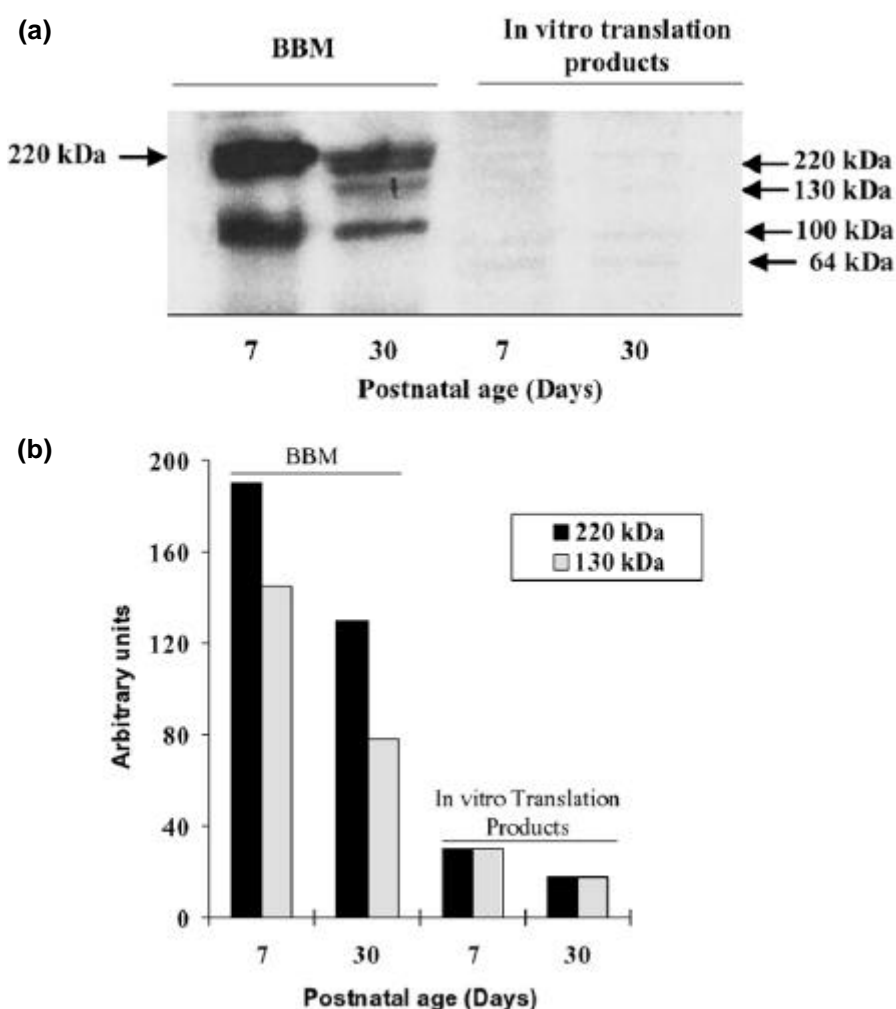 (a)
BBM
In vitro translation
products
220 kDa
220 kDa
130 kDa
100 kDa
64 kDa
7 30 7 30
Postnatal age (Days)
(b)
200
160
120
80
40
0
Arbitrary units
BBM
220 kDa
130 kDa
In vitro Translation
Products
7 30 7 30
Postnatal age (Days)